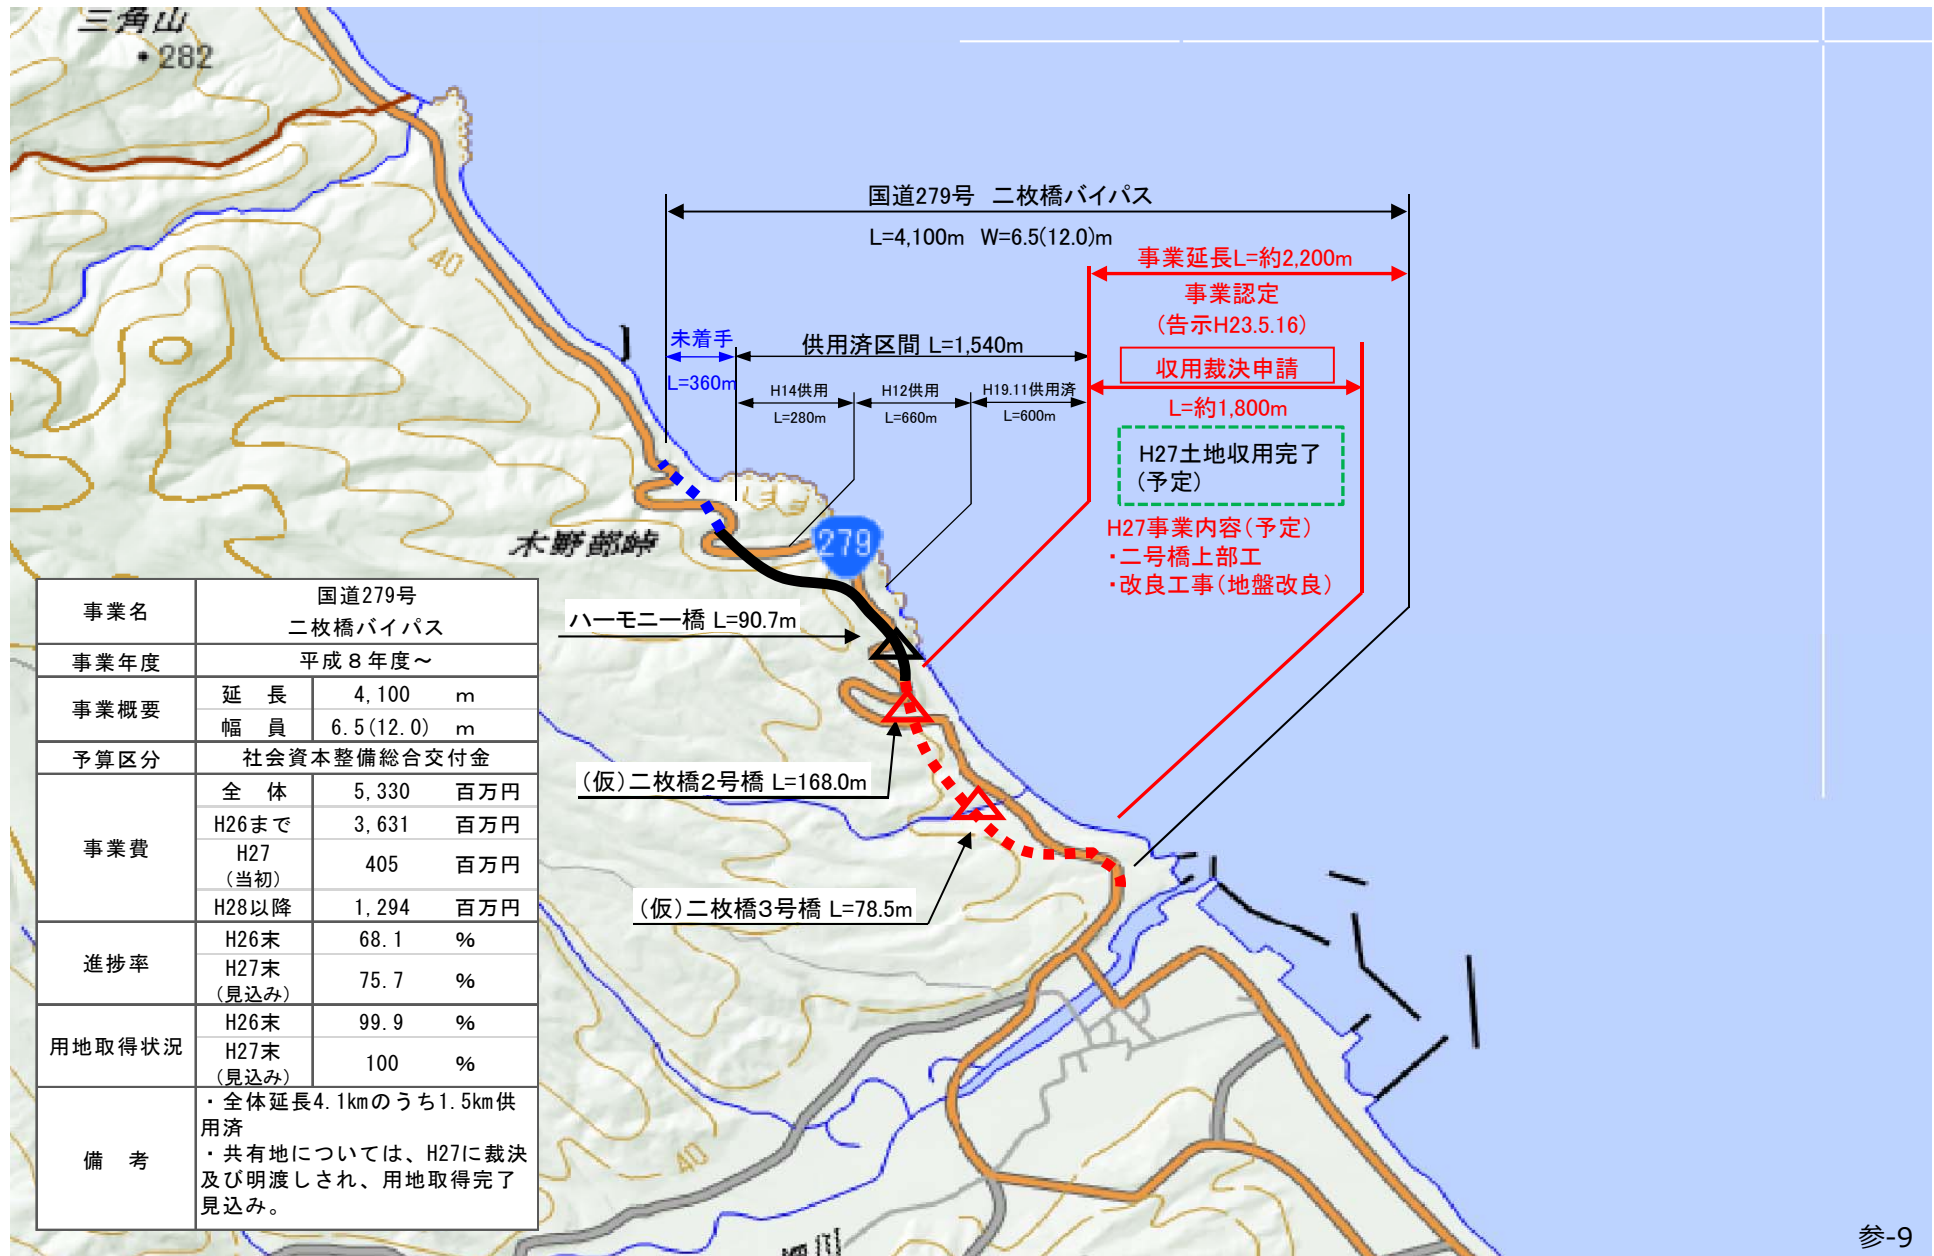 三角山
・282
国道279号 二枚橋バイパス
L=4,100m W=6.5(12.0)m
事業延長L=約2,200m
事業認定
(告示H23.5.16)
収用裁決申請
L=約1,800m
未着手
L=360m
供用済区間 L=1,540m
H14供用
L=280m
H12供用
L=660m
H19.11供用済
L=600m
H27土地収用完了
(予定)
H27事業内容(予定)
・二号橋上部工
・改良工事(地盤改良)
40
木野部峠
279
ハーモニー橋 L=90.7m
(仮)二枚橋2号橋 L=168.0m
(仮)二枚橋3号橋 L=78.5m
事業名 国道279号
二枚橋バイパス
事業年度 平成8年度~
事業概要 延 長 4,100 m
幅 員 6.5(12.0) m
予算区分 社会資本整備総合交付金
事業費 全 体 5,330 百万円
H26まで 3,631 百万円
H27
(当初) 405 百万円
H28以降 1,294 百万円
進捗率 H26末 68.1 %
H27末
(見込み) 75.7 %
用地取得状況 H26末 99.9 %
H27末
(見込み) 100 %
備 考 ・全体延長4.1kmのうち1.5km供
用済
・共有地については、H27に裁決
及び明渡しされ、用地取得完了
見込み。
40
参-9